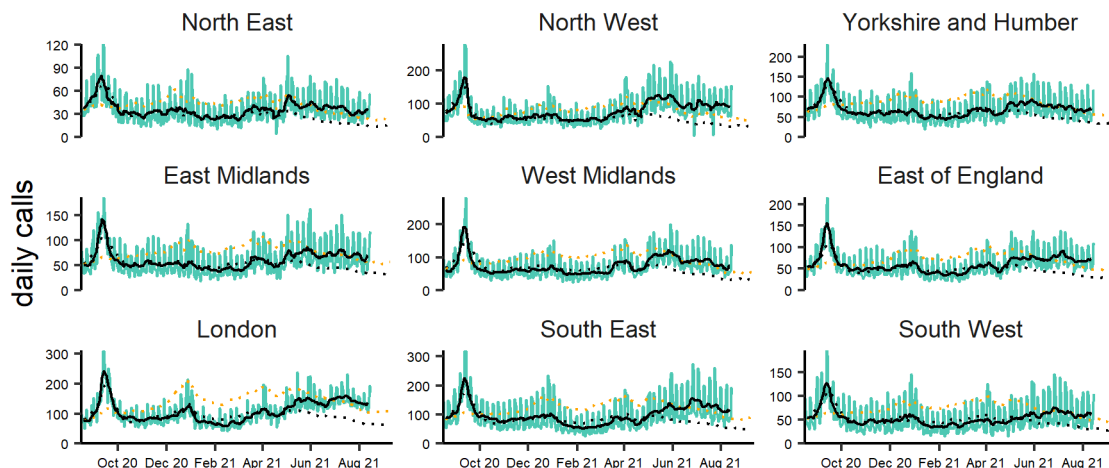 North East
North West
Yorkshire and Humber
120
90
60
30
0
200
100
0
200
150
100
50
0
East Midlands
West Midlands
East of England
150
100
50
0
200
100
0
200
150
100
50
0
daily calls
London
South East
South West
300
200
100
0
300
200
100
0
150
100
50
0
Oct 20 Dec 20 Feb 21 Apr 21 Jun 21 Aug 21
Oct 20 Dec 20 Feb 21 Apr 21 Jun 21 Aug 21
Oct 20 Dec 20 Feb 21 Apr 21 Jun 21 Aug 21